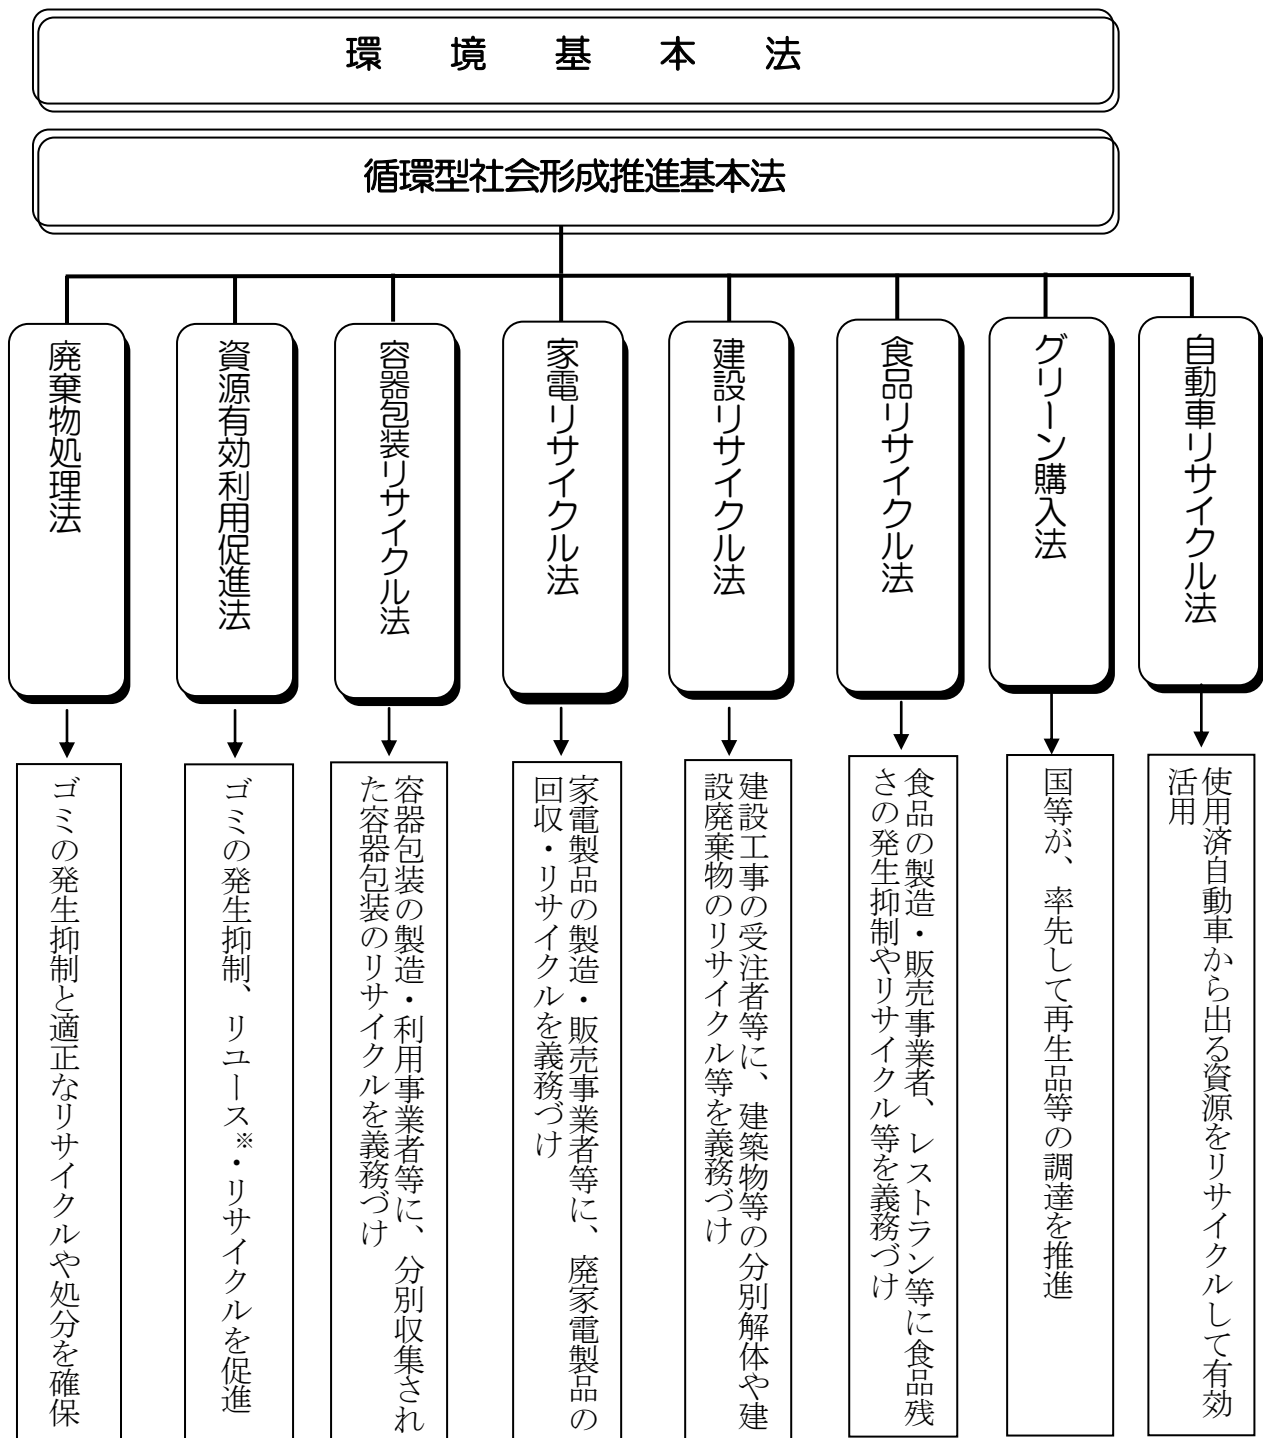 環境基本法
循環型社会形成推進基本法
廃棄物処理法
資源有効利用促進法
容器包装リサイクル法
家電リサイクル法
建設リサイクル法
食品リサイクル法
グリーン購入法
自動車リサイクル法
ゴミの発生抑制と適正なリサイクルや処分を確保
ゴミの発生抑制、リユース※・リサイクルを促進
容器包装の製造・利用事業者等に、分別収集され
た容器包装のリサイクルを義務づけ
家電製品の製造・販売事業者等に、廃家電製品の
回収・リサイクルを義務づけ
建設工事の受注者等に、建築物等の分別解体や建
設廃棄物のリサイクル等を義務づけ
食品の製造・販売事業者、レストラン等に食品残
さの発生抑制やリサイクル等を義務づけ
国等が、率先して再生品等の調達を推進
使用済自動車から出る資源をリサイクルして有効
活用